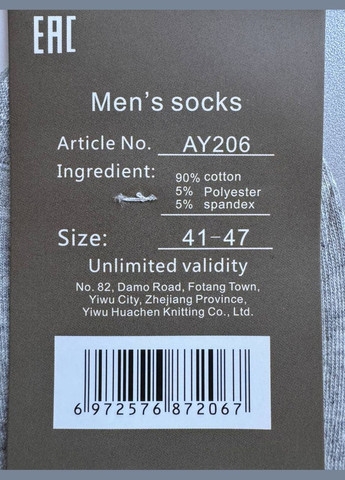 EAC
Men's socks
Article No. AY206
Ingredient: 90% cotton
5% Polyester
5% spandex
Size: 41-47
Unlimited validity
No. 82, Damo Road, Fotang Town,
Yiwu City, Zhejiang Province,
Yiwu Huachen Knitting Co., Ltd.
6 972576 872067